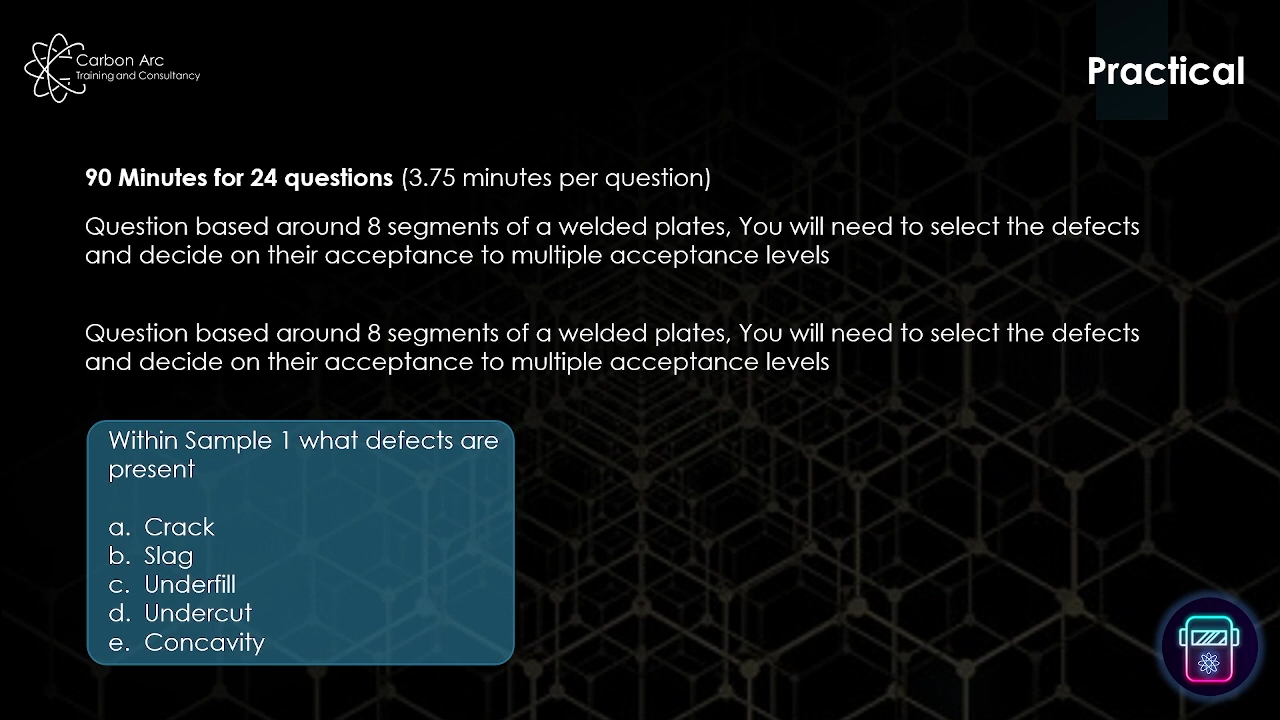 Carbon Arc
Training and Consultancy
Practical
90 Minutes for 24 questions (3.75 minutes per question)
Question based around 8 segments of a welded plates, You will need to select the defects
and decide on their acceptance to multiple acceptance levels
Question based around 8 segments of a welded plates, You will need to select the defects
and decide on their acceptance to multiple acceptance levels
Within Sample 1 what defects are
present
a. Crack
b. Slag
c. Underfill
d. Undercut
e. Concavity